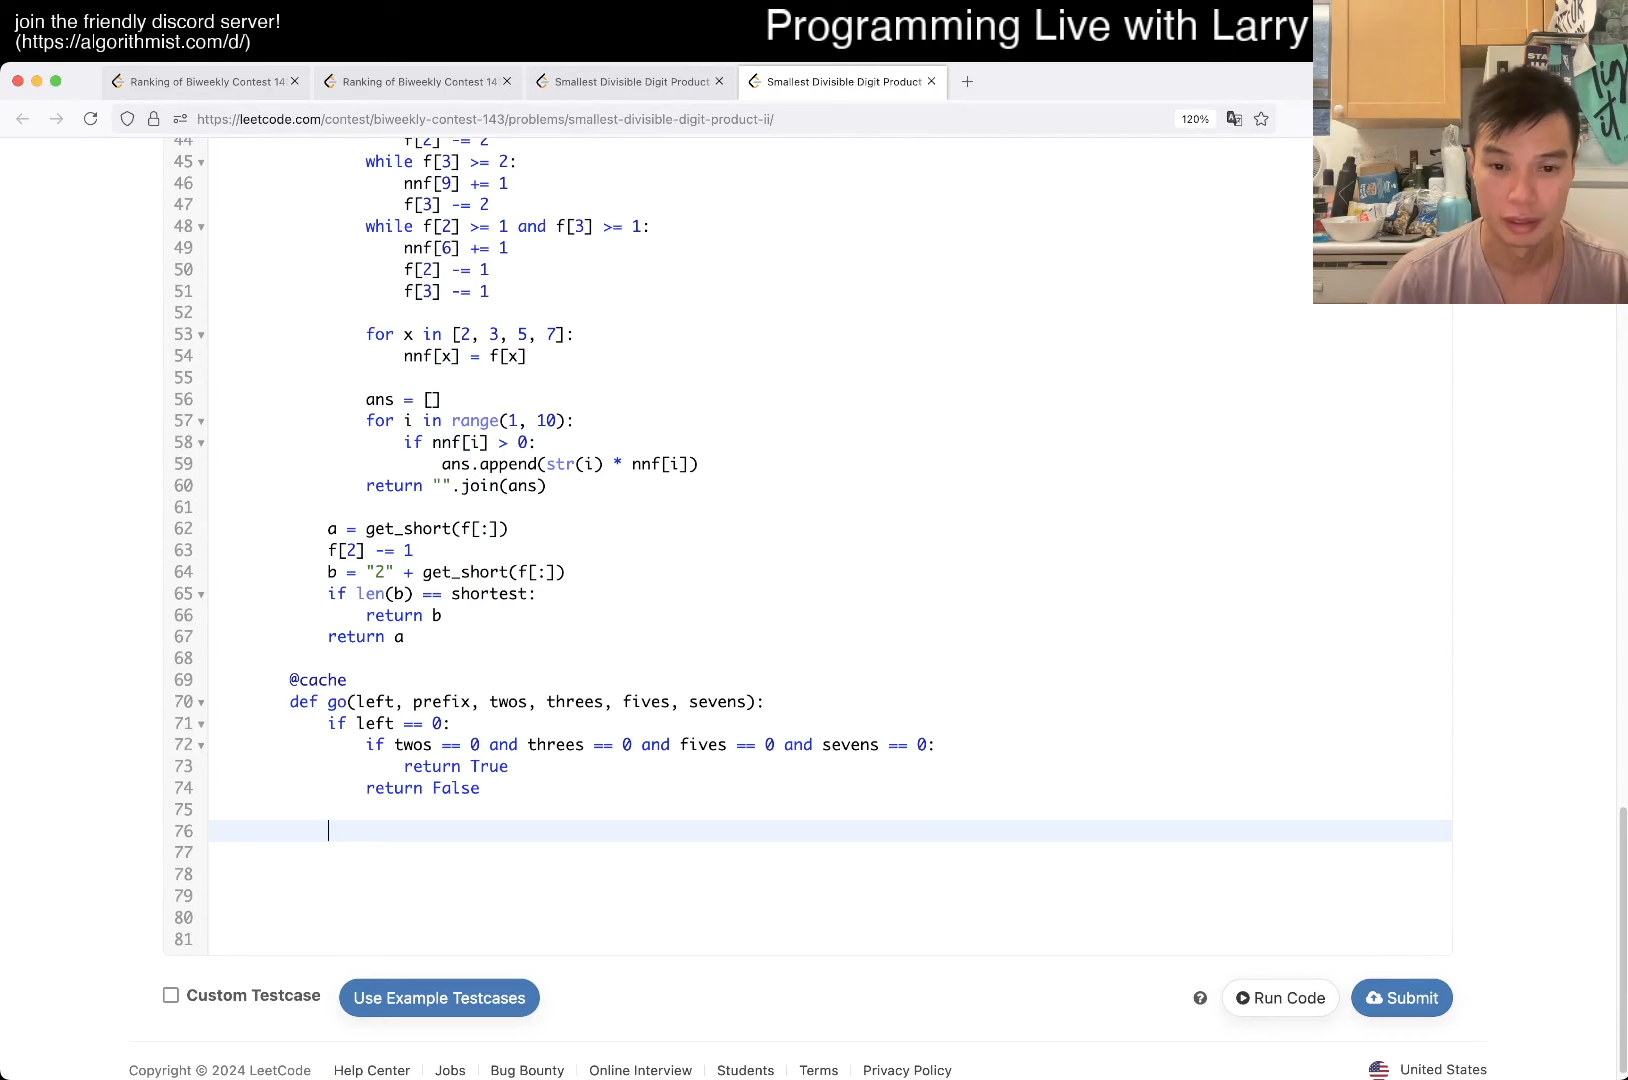 join the friendly discord server!
(https://algorithmist.com/d/)
Programming Live with Larry
Ranking of Biweekly Contest 14
Ranking of Biweekly Contest 14
Smallest Divisible Digit Product
Smallest Divisible Digit Product
https://leetcode.com/contest/biweekly-contest-143/problems/smallest-divisible-digit-product-ii/
120%
44 f[2] -= 2
45 while f[3] >= 2:
46 nnf[9] += 1
47 f[3] -= 2
48 while f[2] >= 1 and f[3] >= 1:
49 nnf[6] += 1
50 f[2] -= 1
51 f[3] -= 1
52
53 for x in [2, 3, 5, 7]:
54 nnf[x] = f[x]
55
56 ans = []
57 for i in range(1, 10):
58 if nnf[i] > 0:
59 ans.append(str(i) * nnf[i])
60 return "".join(ans)
61
62 a = get_short(f[:])
63 f[2] -= 1
64 b = "2" + get_short(f[:])
65 if len(b) == shortest:
66 return b
67 return a
68
69 @cache
70 def go(left, prefix, twos, threes, fives, sevens):
71 if left == 0:
72 if twos == 0 and threes == 0 and fives == 0 and sevens == 0:
73 return True
74 return False
75
76
77
78
79
80
81
Custom Testcase
Use Example Testcases
Run Code
Submit
Copyright © 2024 LeetCode
Help Center
Jobs
Bug Bounty
Online Interview
Students
Terms
Privacy Policy
United States